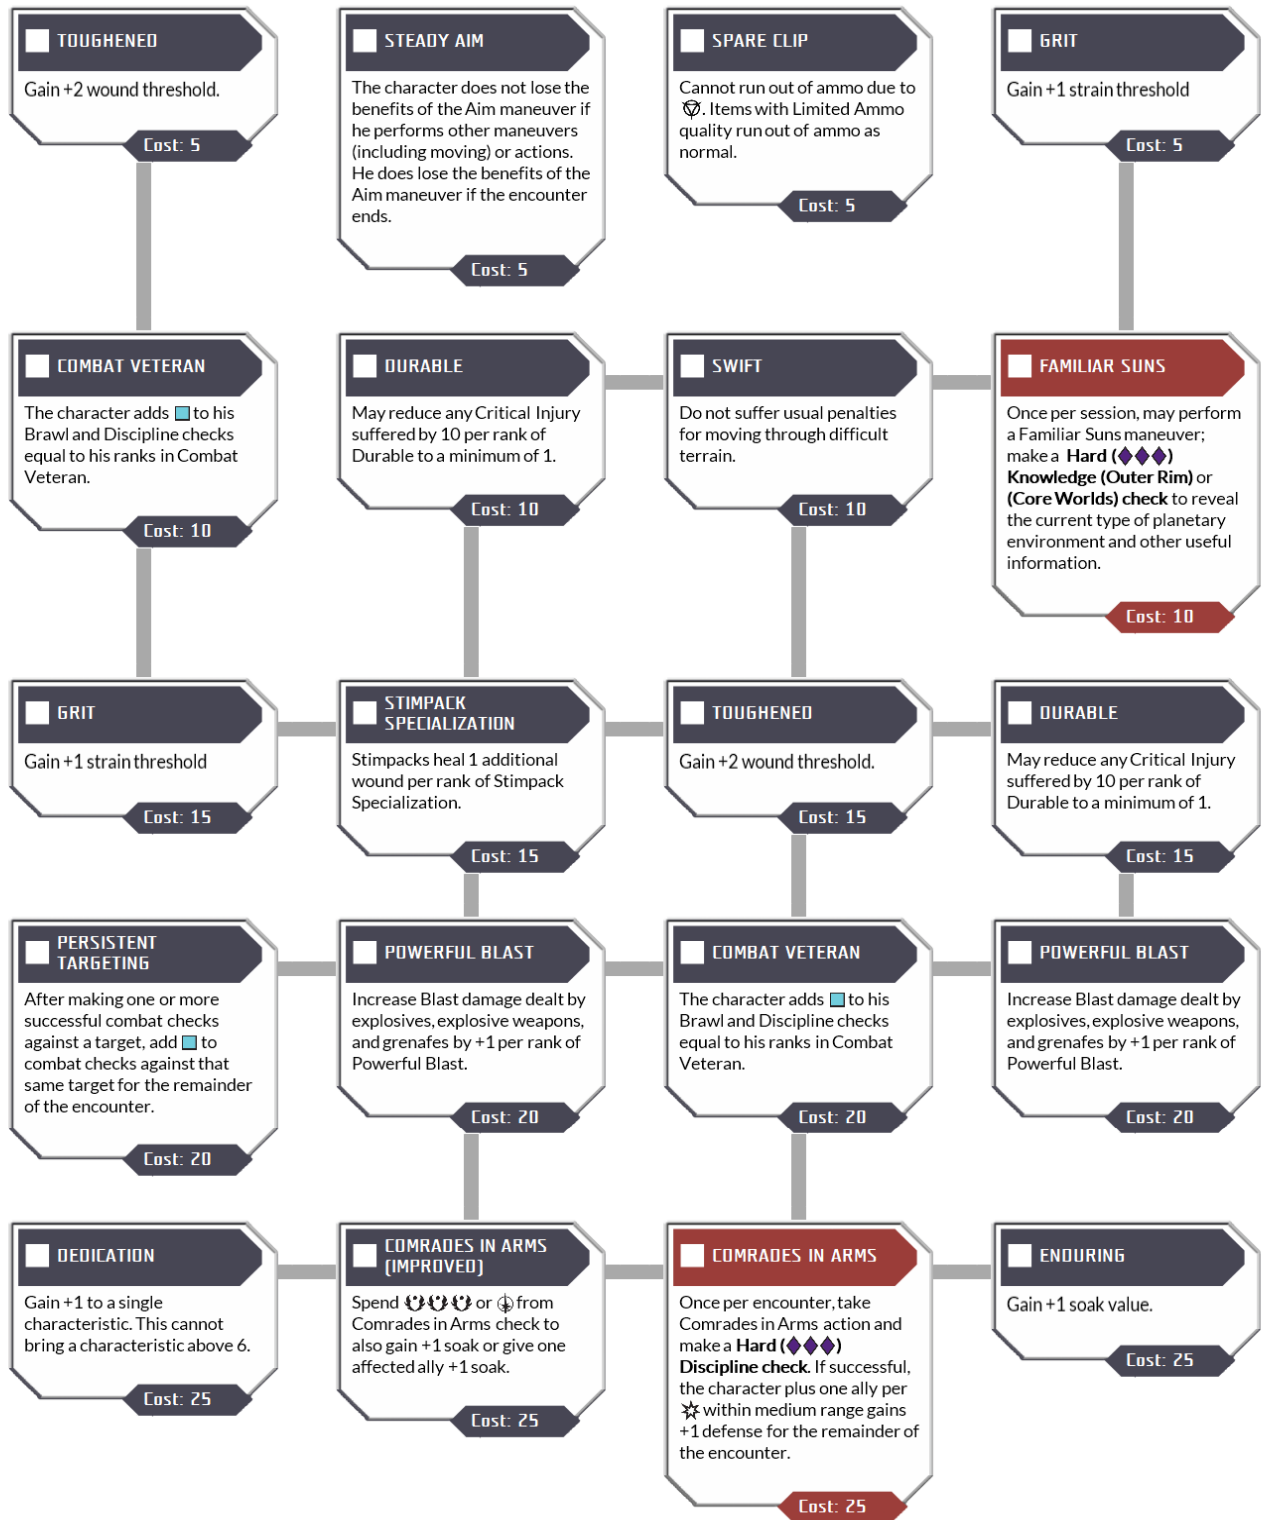 TOUGHENED
Gain +2 wound threshold.
Cost: 5
STEADY AIM
The character does not lose the
benefits of the Aim maneuver if
he performs other maneuvers
(including moving) or actions.
He does lose the benefits of the
Aim maneuver if the encounter
ends.
Cost: 5
SPARE CLIP
Cannot run out of ammo due to
. Items with Limited Ammo
quality run out of ammo as
normal.
Cost: 5
GRIT
Gain +1 strain threshold
Cost: 5
COMBAT VETERAN
The character adds to his
Brawl and Discipline checks
equal to his ranks in Combat
Veteran.
Cost: 10
DURABLE
May reduce any Critical Injury
suffered by 10 per rank of
Durable to a minimum of 1.
Cost: 10
SWIFT
Do not suffer usual penalties
for moving through difficult
terrain.
Cost: 10
FAMILIAR SUNS
Once per session, may perform
a Familiar Suns maneuver;
make a Hard (◆◆◆)
Knowledge (Outer Rim) or
(Core Worlds) check to reveal
the current type of planetary
environment and other useful
information.
Cost: 10
GRIT
Gain +1 strain threshold
Cost: 15
STIMPACK
SPECIALIZATION
Stimpacks heal 1 additional
wound per rank of Stimpack
Specialization.
Cost: 15
TOUGHENED
Gain +2 wound threshold.
Cost: 15
DURABLE
May reduce any Critical Injury
suffered by 10 per rank of
Durable to a minimum of 1.
Cost: 15
PERSISTENT
TARGETING
After making one or more
successful combat checks
against a target, add to
combat checks against that
same target for the remainder
of the encounter.
Cost: 20
POWERFUL BLAST
Increase Blast damage dealt by
explosives, explosive weapons,
and grenafes by +1 per rank of
Powerful Blast.
Cost: 20
COMBAT VETERAN
The character adds to his
Brawl and Discipline checks
equal to his ranks in Combat
Veteran.
Cost: 20
POWERFUL BLAST
Increase Blast damage dealt by
explosives, explosive weapons,
and grenafes by +1 per rank of
Powerful Blast.
Cost: 20
DEDICATION
Gain +1 to a single
characteristic. This cannot
bring a characteristic above 6.
Cost: 25
COMRADES IN ARMS
(IMPROVED)
Spend or from
Comrades in Arms check to
also gain +1 soak or give one
affected ally +1 soak.
Cost: 25
COMRADES IN ARMS
Once per encounter, take
Comrades in Arms action and
make a Hard (◆◆◆)
Discipline check. If successful,
the character plus one ally per
within medium range gains
+1 defense for the remainder of
the encounter.
Cost: 25
ENDURING
Gain +1 soak value.
Cost: 25